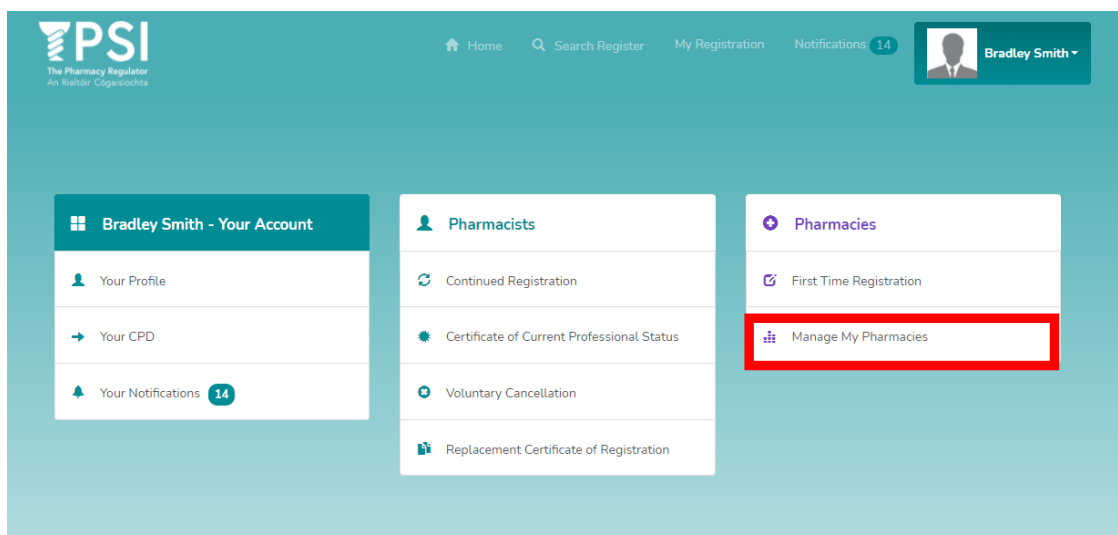 PSI
The Pharmacy Regulator
An Rialtóir Cógaisíochta
Home Search Register My Registration Notifications 14 Bradley Smith
Bradley Smith - Your Account
Your Profile
Your CPD
Your Notifications 14
Pharmacists
Continued Registration
Certificate of Current Professional Status
Voluntary Cancellation
Replacement Certificate of Registration
Pharmacies
First Time Registration
Manage My Pharmacies